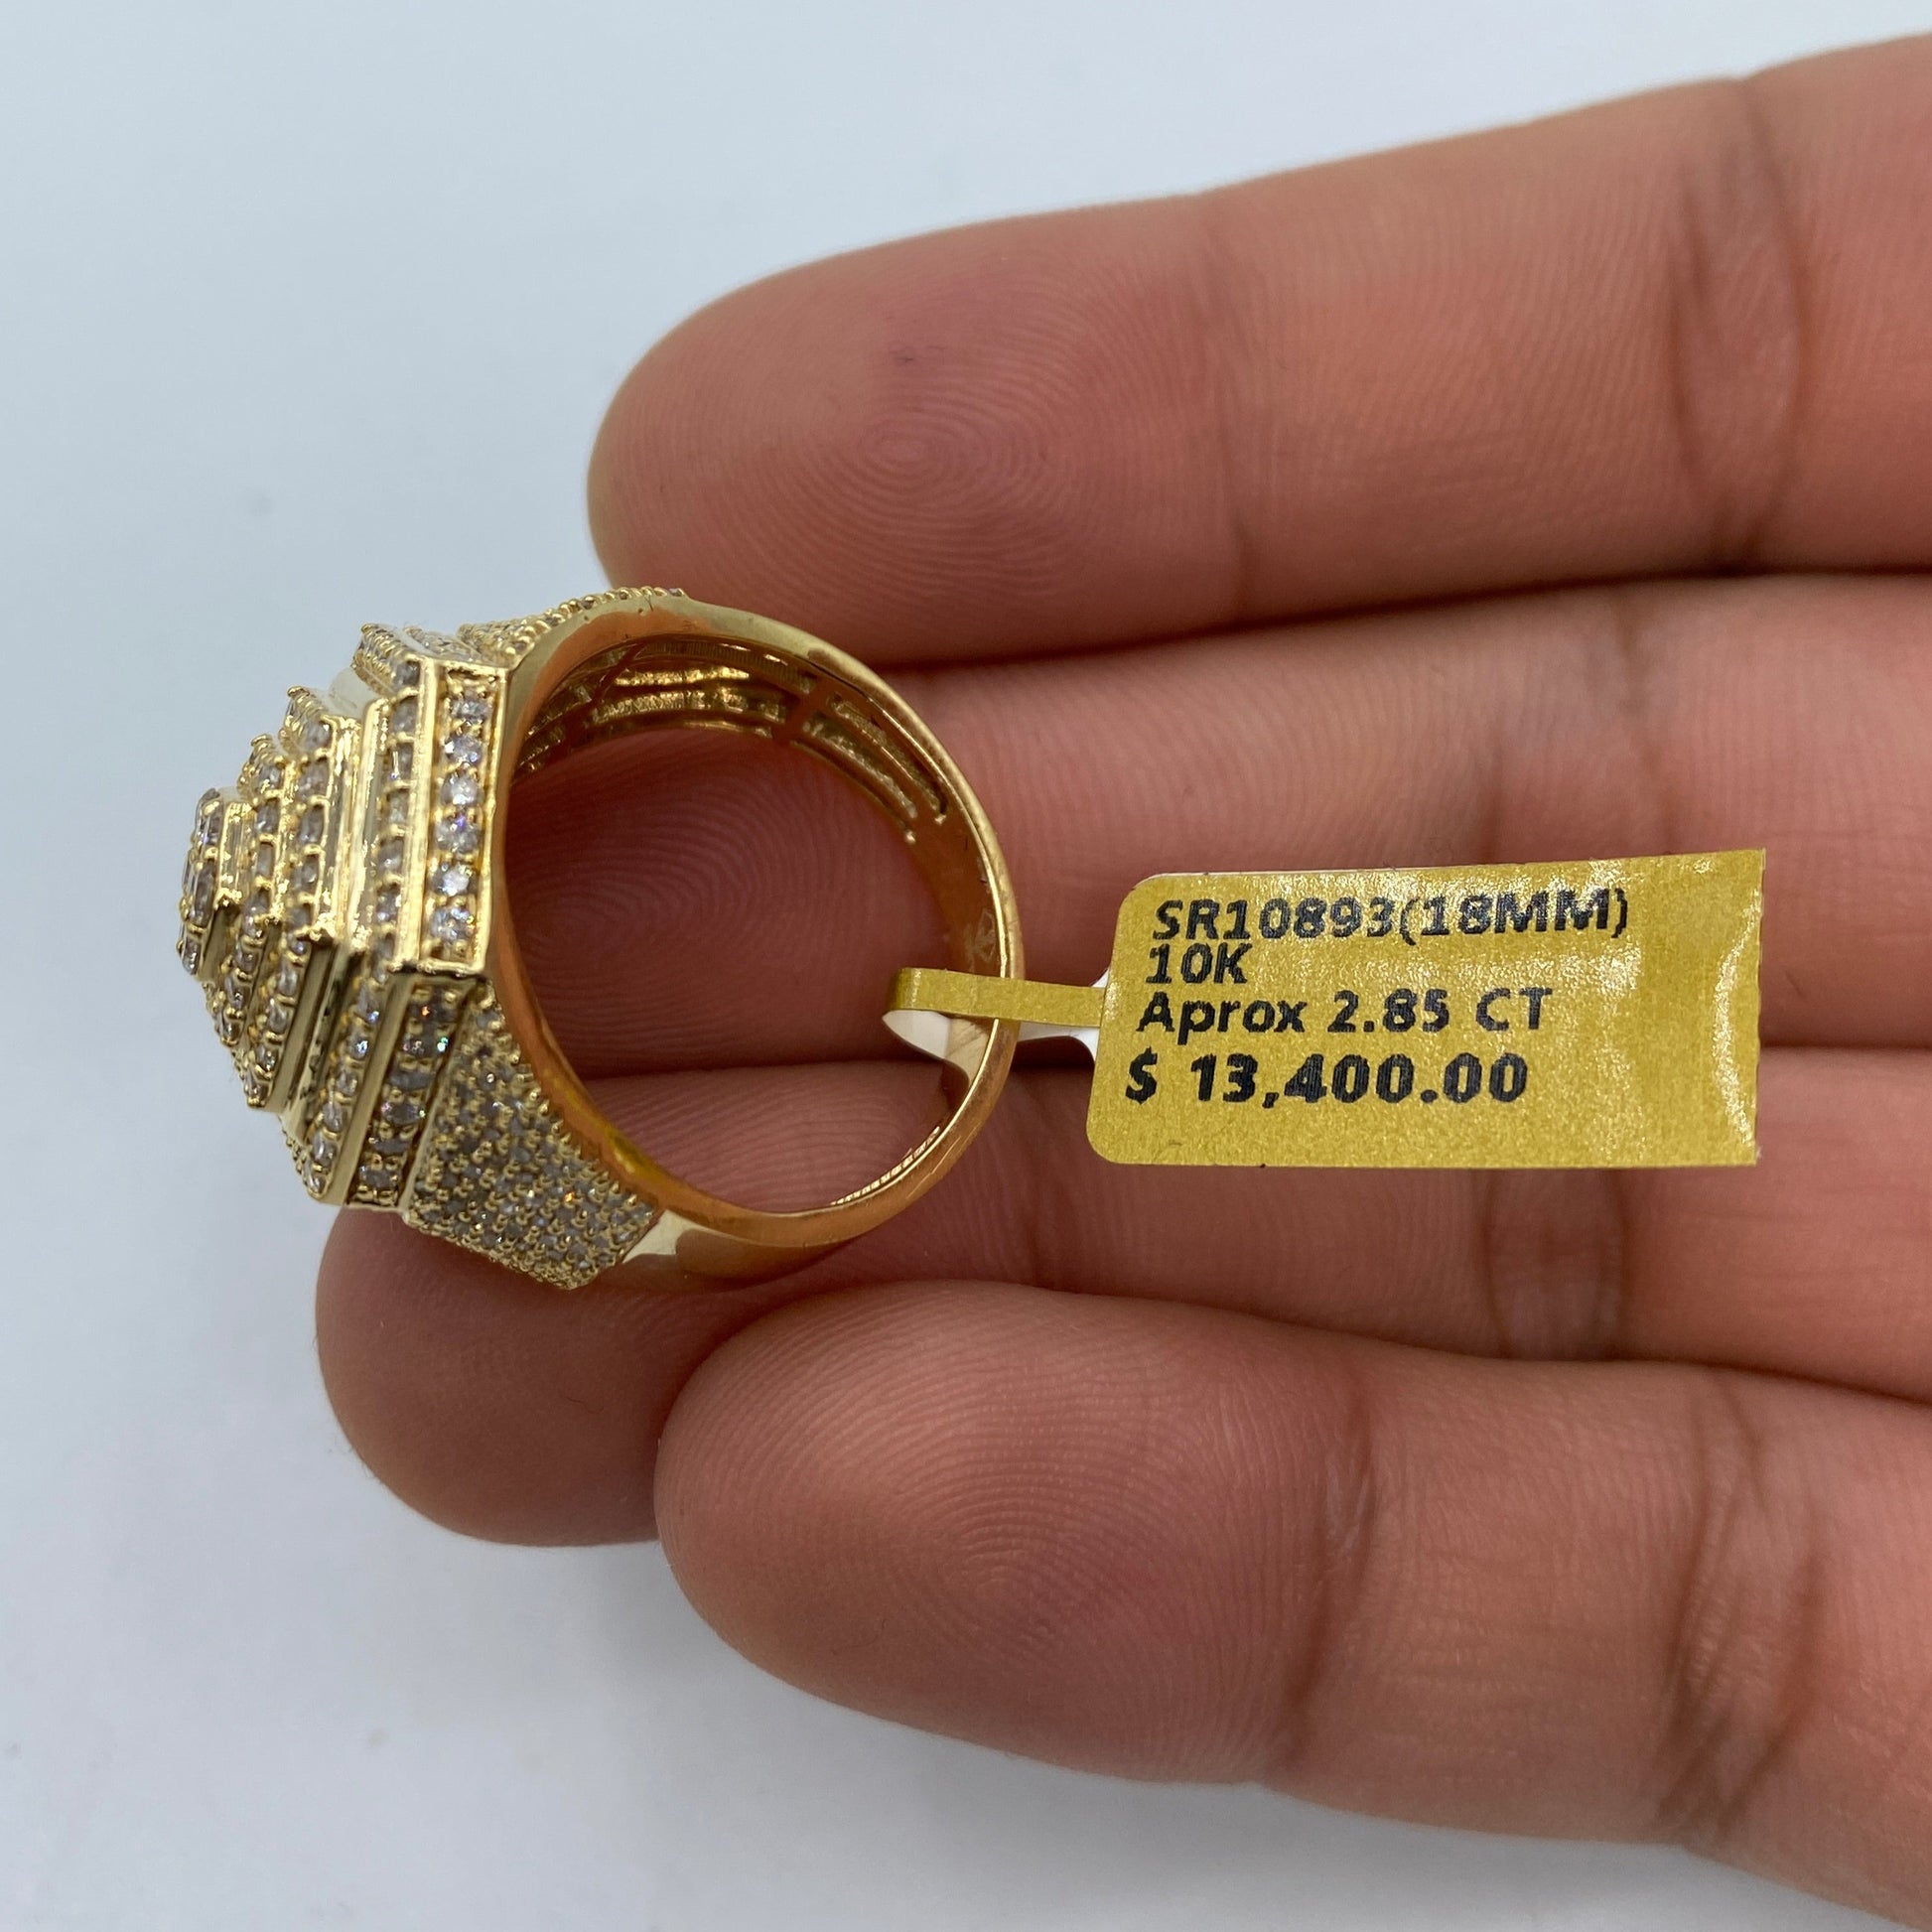 SR10893(18MM)
10K
Aprox 2.85 CT
$ 13,400.00